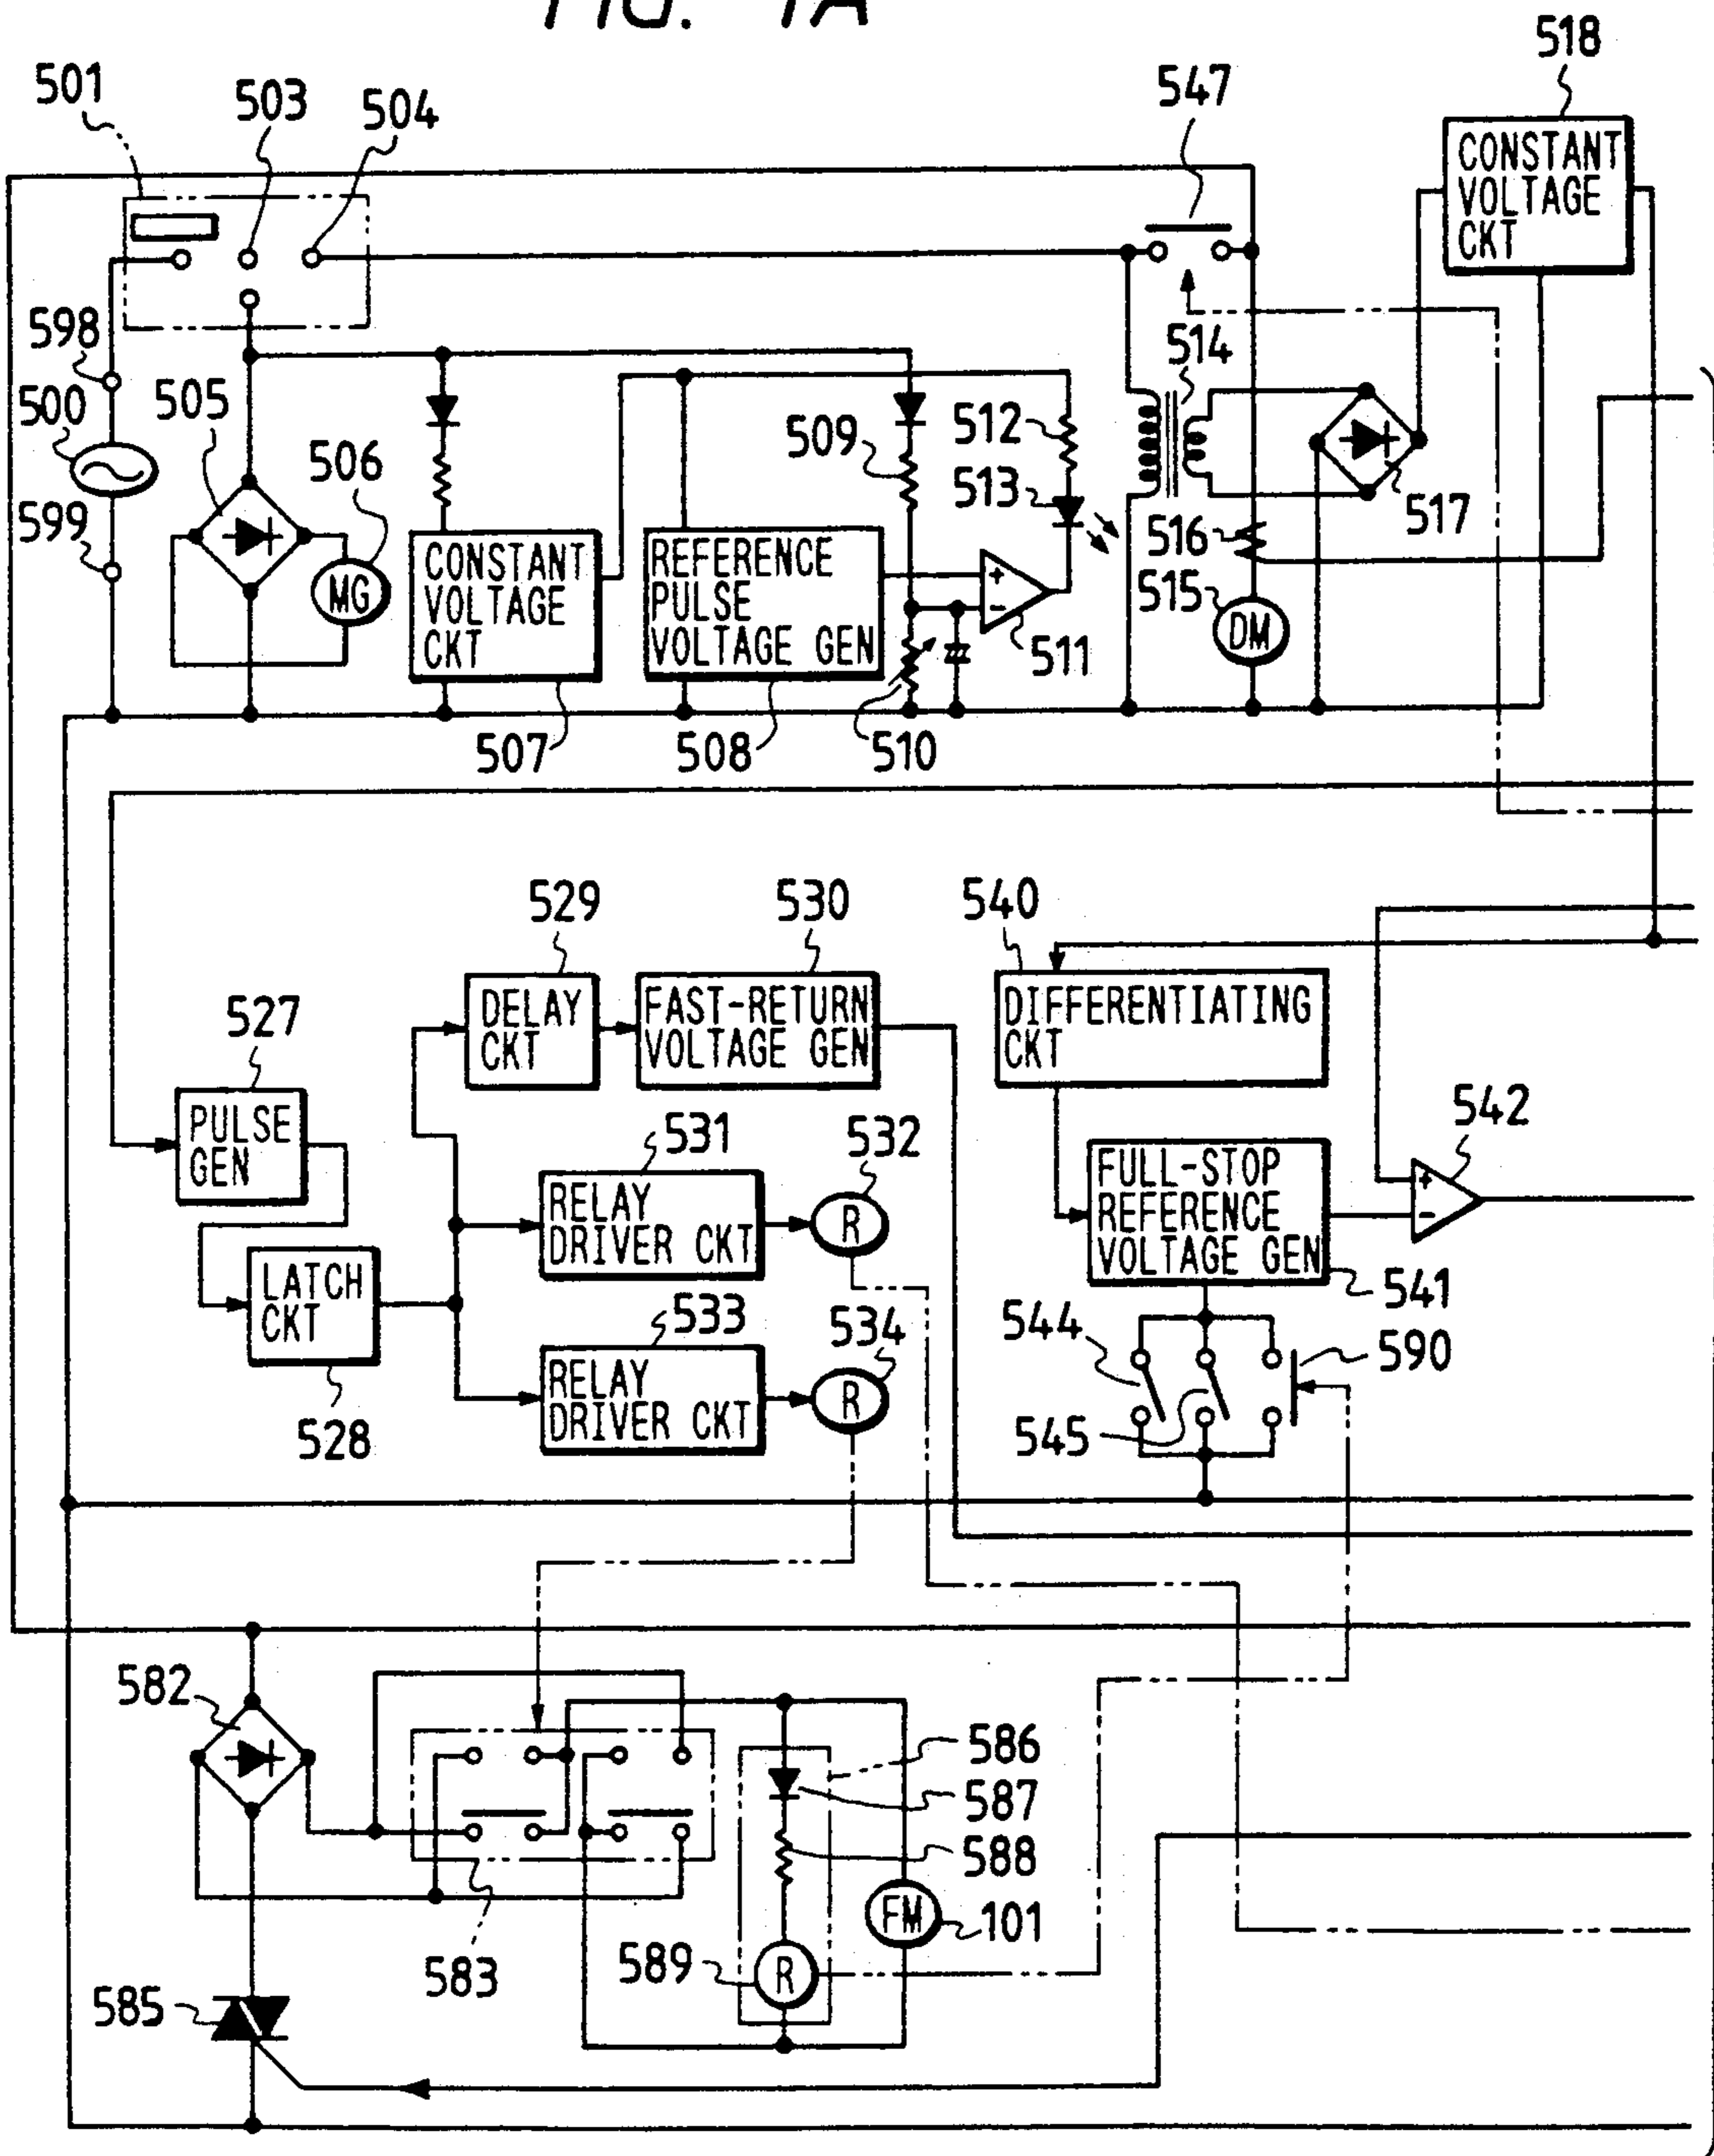 FIG. 1A
518
501
503
504
547
CONSTANT
VOLTAGE
CKT
598
514
500
505
506
509
512
513
599
516
517
MG
CONSTANT
VOLTAGE
CKT
REFERENCE
PULSE
VOLTAGE GEN
+
-
511
515
DM
507
508
510
529
530
540
527
DELAY
CKT
FAST-RETURN
VOLTAGE GEN
DIFFERENTIATING
CKT
PULSE
GEN
531
532
542
RELAY
DRIVER CKT
R
FULL-STOP
REFERENCE
VOLTAGE GEN
+
-
541
LATCH
CKT
528
533
534
RELAY
DRIVER CKT
R
544
545
590
582
586
587
588
583
FM
101
589
R
585